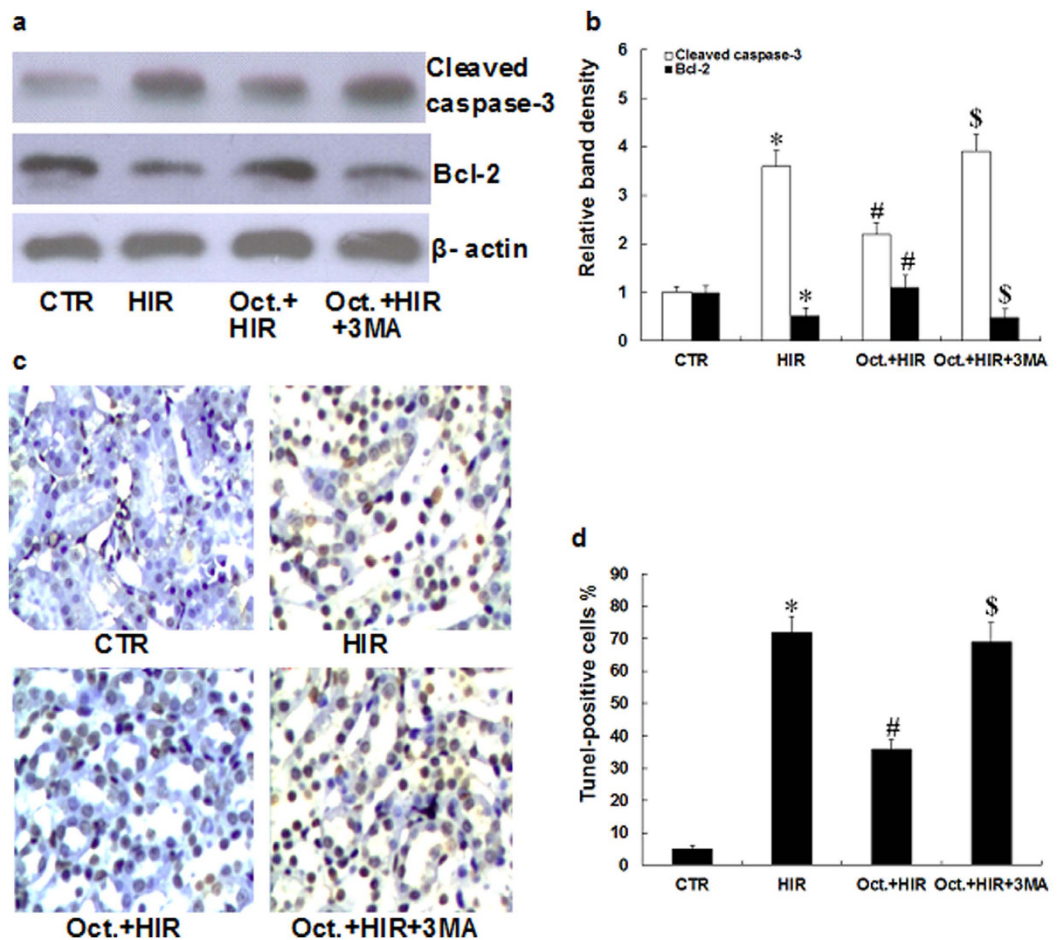 a
Cleaved
caspase-3
Bcl-2
β- actin
CTR HIR Oct.+ Oct.+HIR
HIR +3MA
b
Cleaved caspase-3
Bcl-2
Relative band density
6
5
4
3
2
1
0
*
*
#
#
$
$
CTR HIR Oct.+HIR Oct.+HIR+3MA
c
CTR HIR
Oct.+HIR Oct.+HIR+3MA
d
Tunel-positive cells %
90
80
70
60
50
40
30
20
10
0
*
#
$
CTR HIR Oct.+HIR Oct.+HIR+3MA